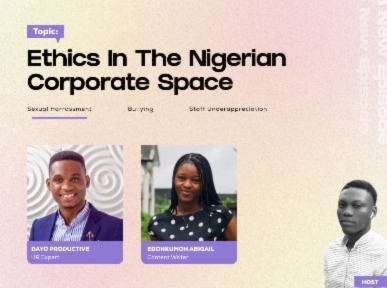 Topic:
Ethics In The Nigerian
Corporate Space
Sexual Harrassment Bullying Staff Underappreciation
DAYO PRODUCTIVE
HR Expert
EDOHKUMOH ABIGAIL
Content Writer
HOST